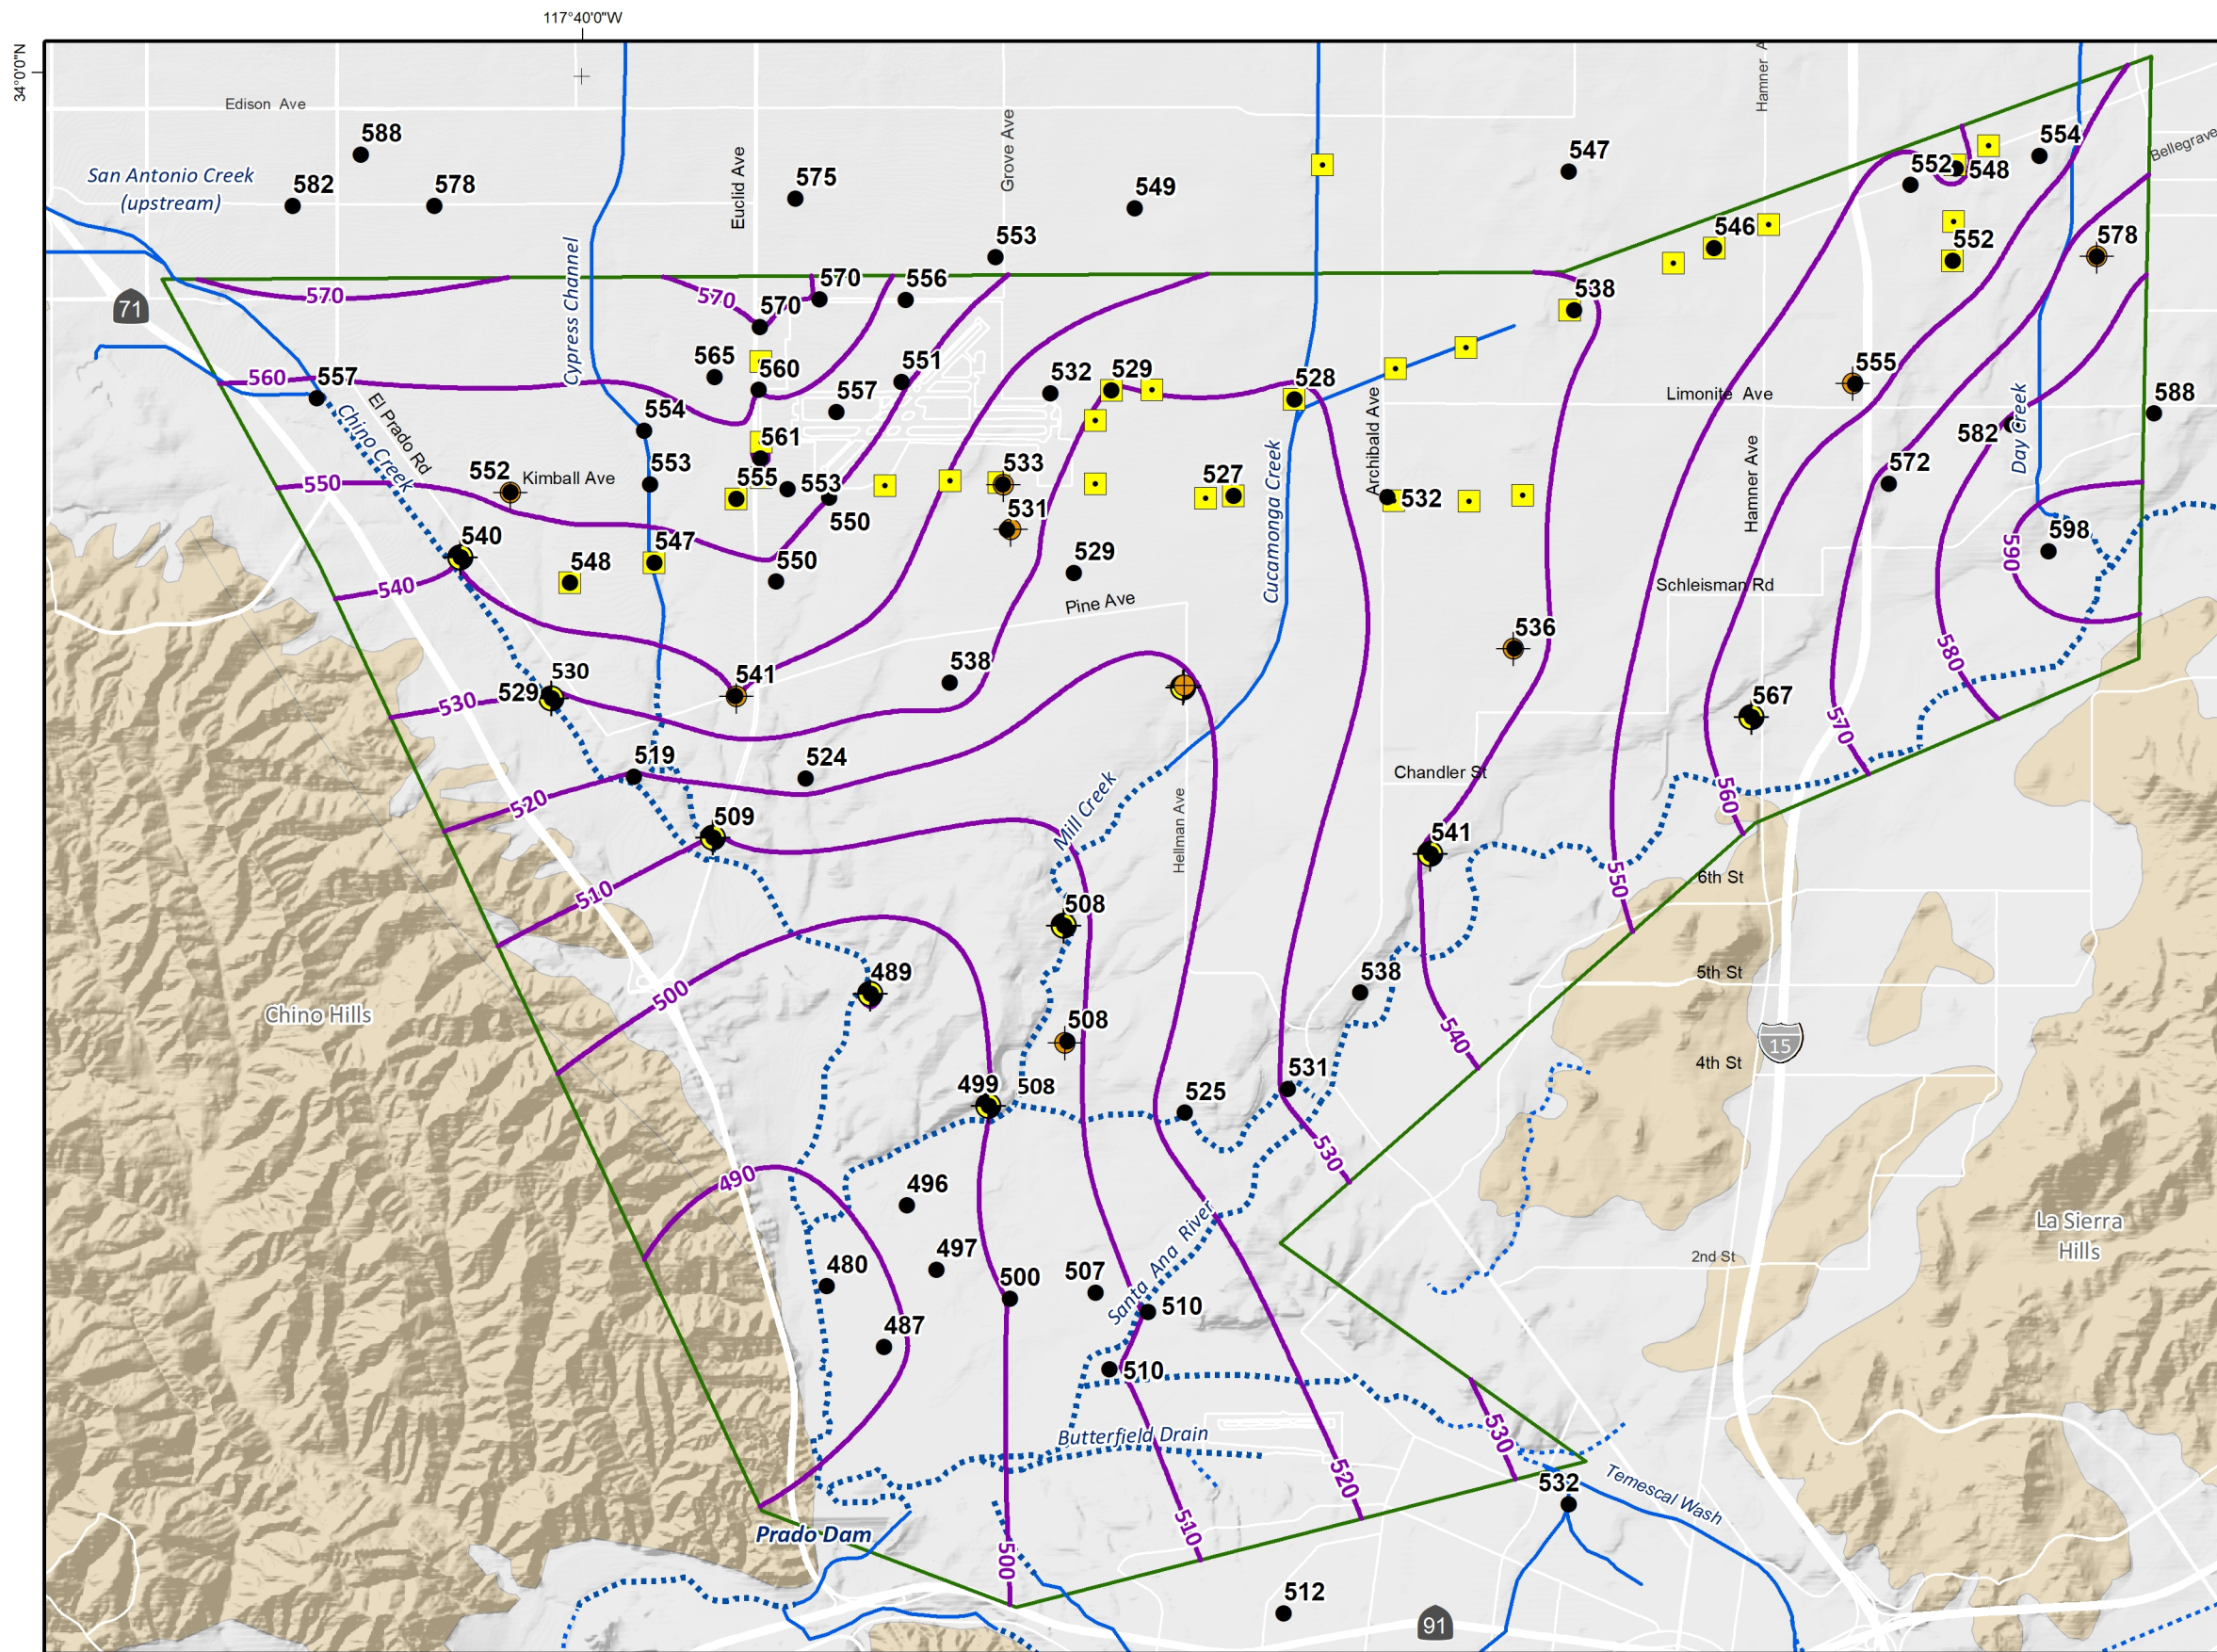 117°40'0"W
34°0'0"N
Edison Ave
Hamner A
588
554
547
552
548
Bellegrave
San Antonio Creek
(upstream)
582
578
575
549
Euclid Ave
Grove Ave
553
546
552
578
570
570
570
570
556
538
71
Cypress Channel
565
560
551
532
529
528
555
560
557
557
Limonite Ave
588
El Prado Rd
554
561
Archibald Ave
582
Day Creek
Chino Creek
552
Kimball Ave
553
555
553
533
527
532
572
550
550
531
Cucamonga Creek
Hamner Ave
540
548
547
550
529
598
590
540
Pine Ave
Schleisman Rd
536
530
529
541
538
580
530
567
519
524
Chandler St
570
520
509
Mill Creek
Hellman Ave
541
560
510
508
6th St
550
489
538
5th St
500
Chino Hills
508
540
4th St
15
499
508
525
531
490
530
496
La Sierra
Hills
480
497
500
507
Santa Ana River
510
2nd St
487
510
Butterfield Drain
530
520
532
Temescal Wash
Prado Dam
510
500
512
91